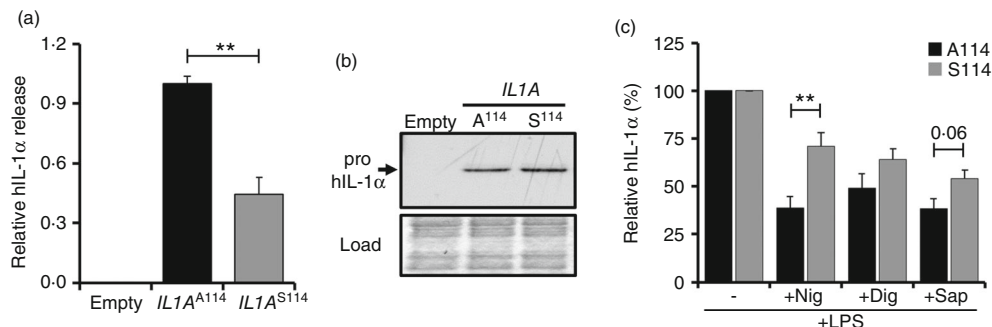 (a)
Relative hIL-1α release
1·2
0·9
0·6
0·3
0·0
**
Empty IL1A^A114 IL1A^S114
(b)
IL1A
Empty A^114 S^114
pro
hIL-1α
Load
(c)
A114
S114
Relative hIL-1α (%)
125
100
75
50
25
0
**
0·06
- +Nig +Dig +Sap
+LPS